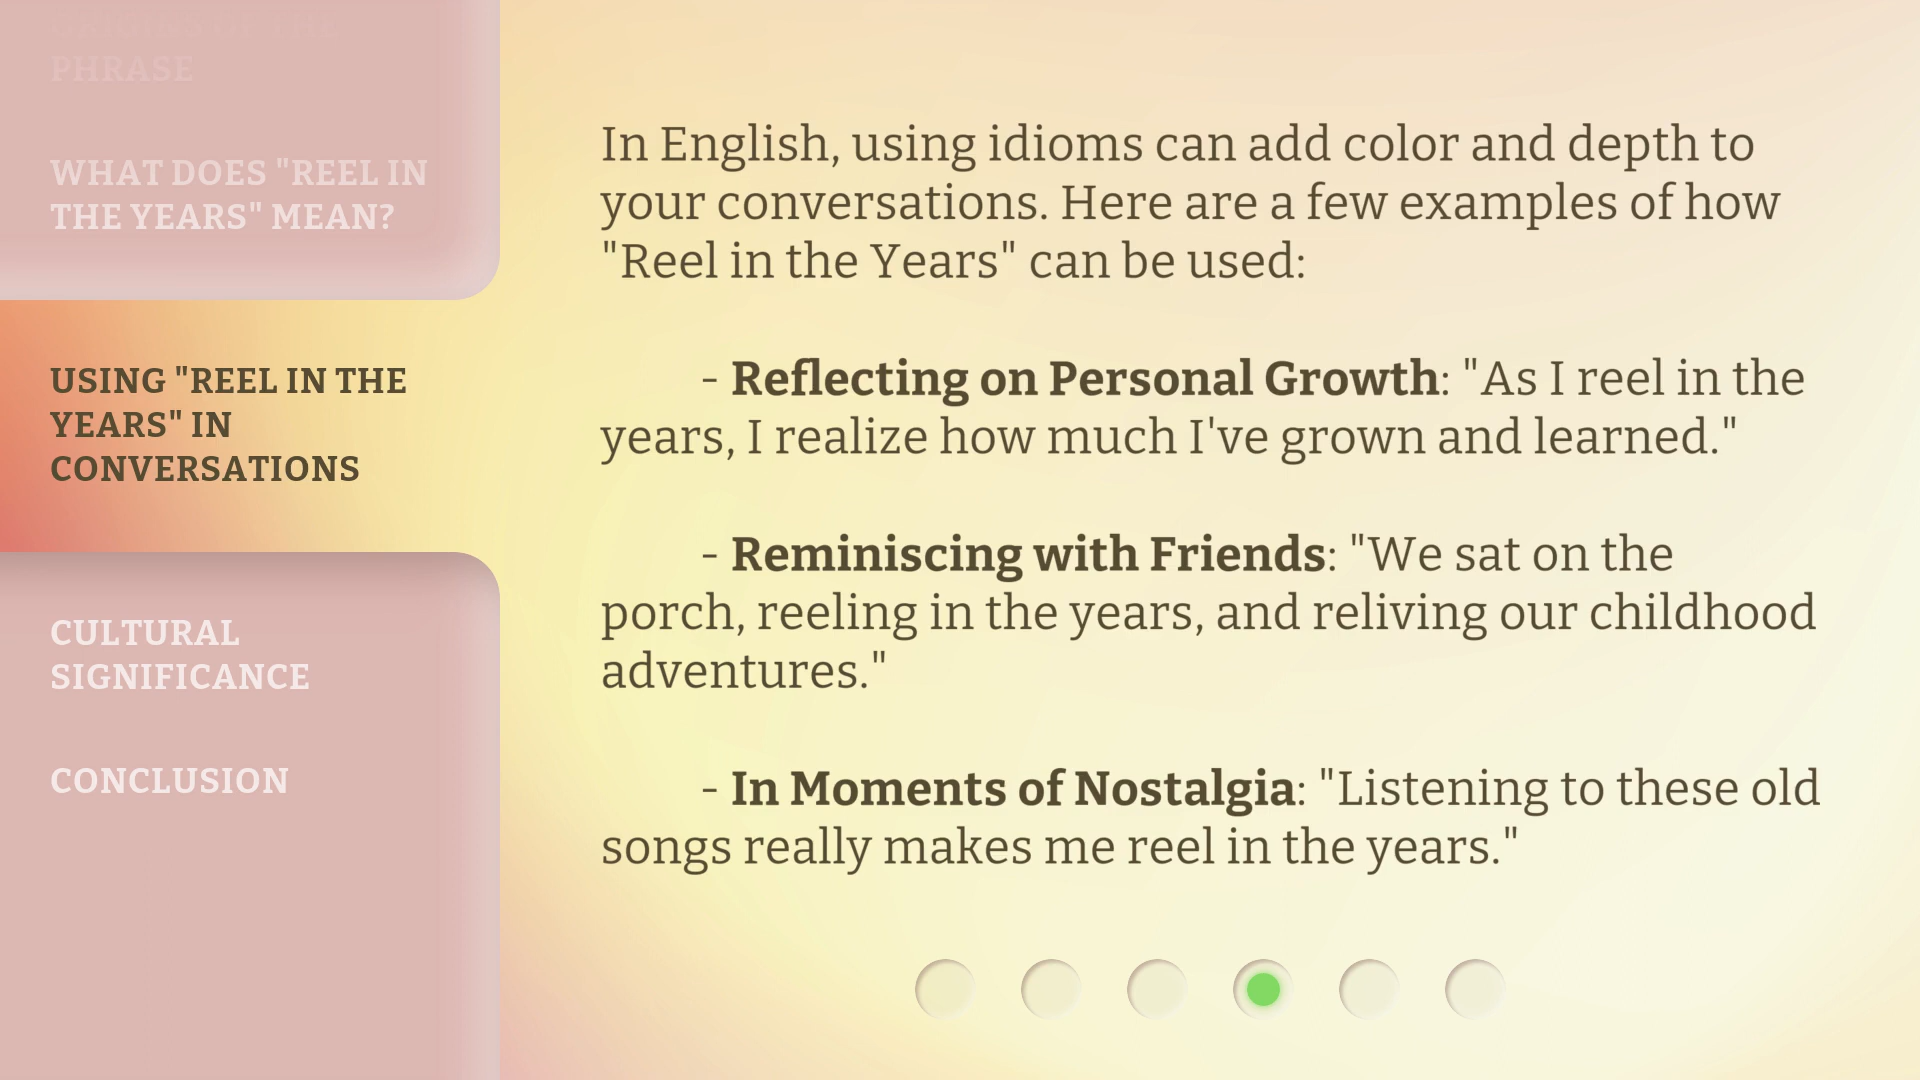 ORIGINS OF THE
PHRASE
WHAT DOES "REEL IN
THE YEARS" MEAN?
USING "REEL IN THE
YEARS" IN
CONVERSATIONS
CULTURAL
SIGNIFICANCE
CONCLUSION
In English, using idioms can add color and depth to
your conversations. Here are a few examples of how
"Reel in the Years" can be used:
- Reflecting on Personal Growth: "As I reel in the
years, I realize how much I've grown and learned."
- Reminiscing with Friends: "We sat on the
porch, reeling in the years, and reliving our childhood
adventures."
- In Moments of Nostalgia: "Listening to these old
songs really makes me reel in the years."